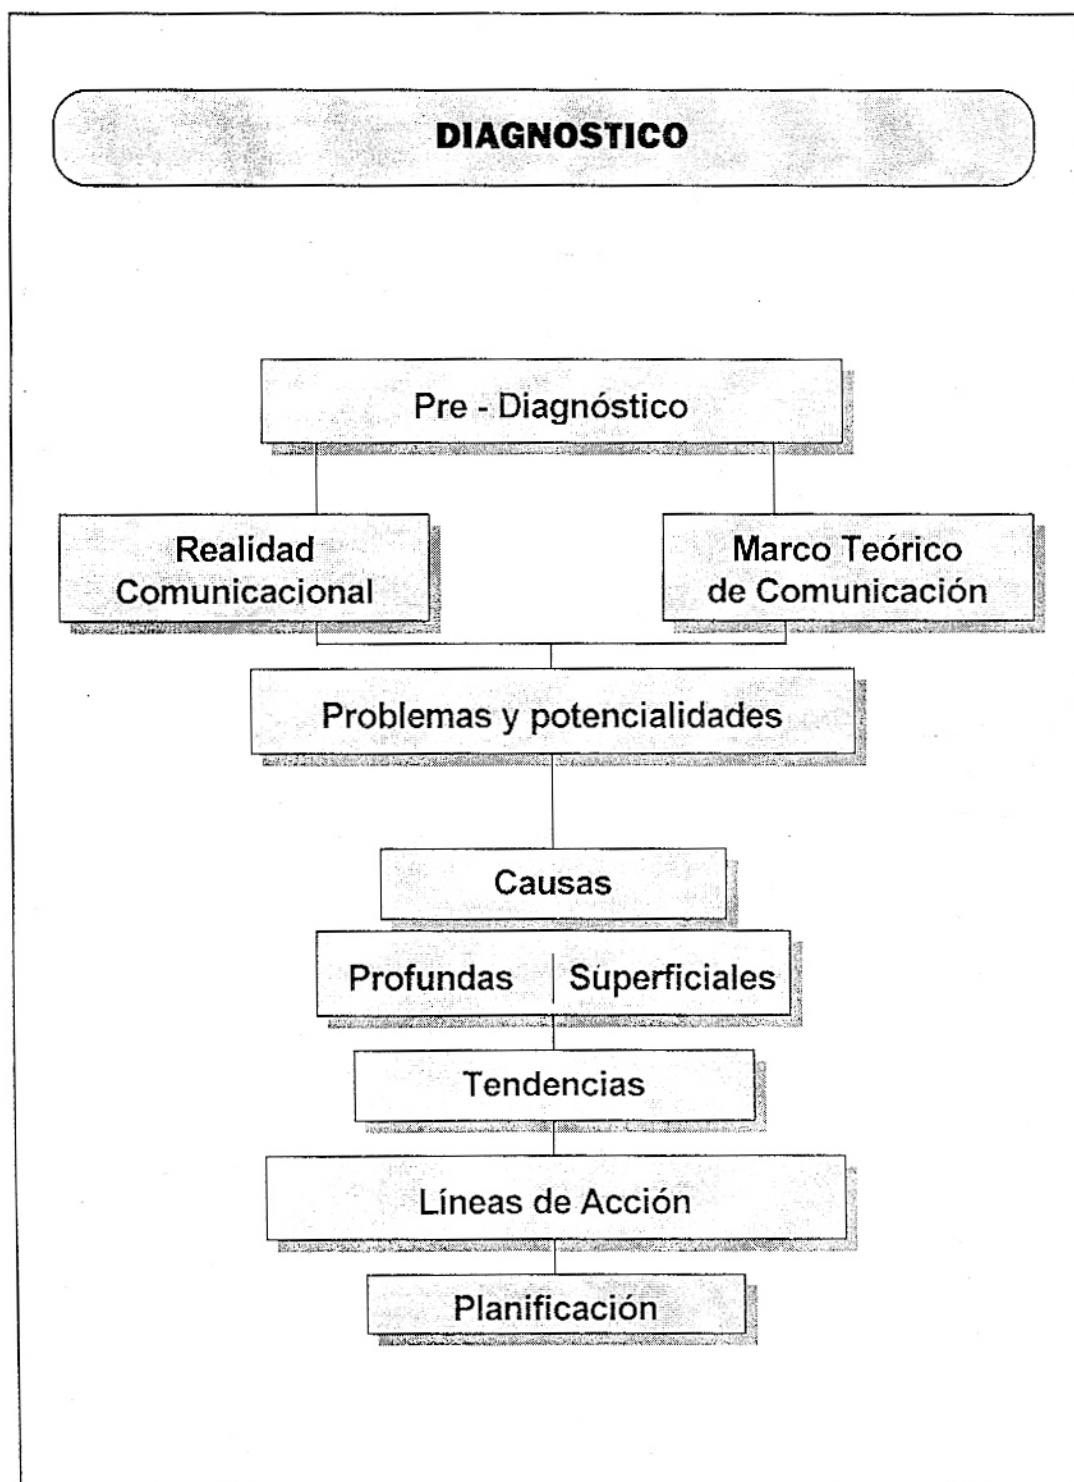 DIAGNOSTICO
Pre - Diagnóstico
Realidad
Comunicacional
Marco Teórico
de Comunicación
Problemas y potencialidades
Causas
Profundas
Superficiales
Tendencias
Líneas de Acción
Planificación